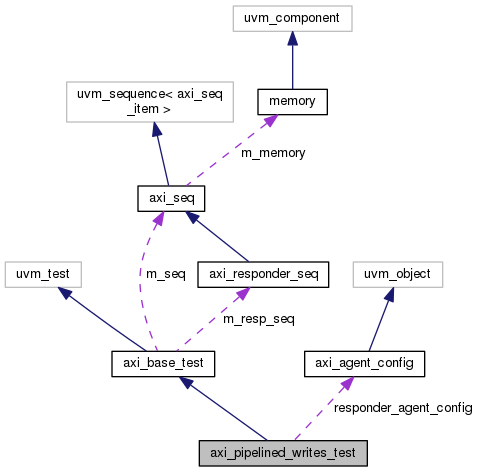 uvm_component
uvm_sequence< axi_seq
_item >
memory
m_memory
axi_seq
uvm_test
m_seq
axi_responder_seq
uvm_object
m_resp_seq
axi_base_test
axi_agent_config
responder_agent_config
axi_pipelined_writes_test